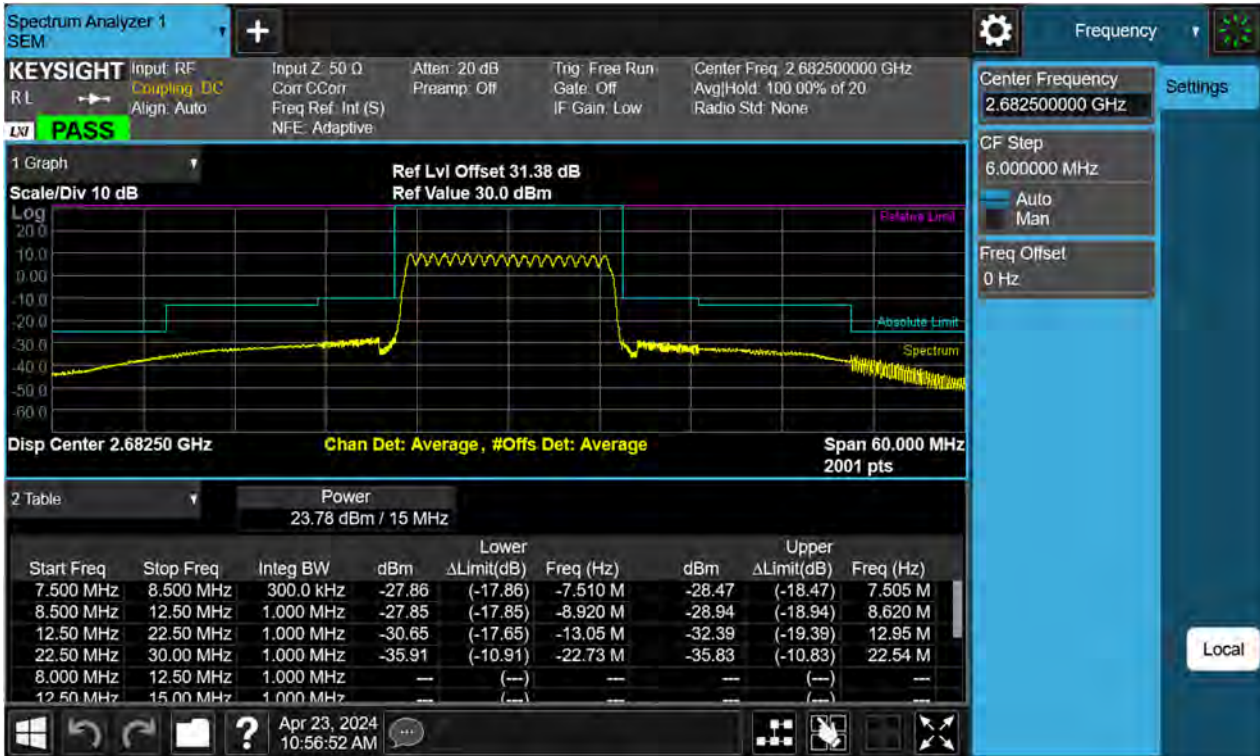 Spectrum Analyzer 1
SEM
+
Frequency
KEYSIGHT
R L
LXI
PASS
Input: RF
Coupling: DC
Align: Auto
Input Z: 50 Ω
Corr CCorr
Freq Ref: Int (S)
NFE: Adaptive
Atten: 20 dB
Preamp: Off
Trig: Free Run
Gate: Off
IF Gain: Low
Center Freq: 2.682500000 GHz
Avg|Hold: 100.00% of 20
Radio Std: None
Center Frequency
2.682500000 GHz
Settings
CF Step
6.000000 MHz
Auto
Man
Freq Offset
0 Hz
Local
1 Graph
Scale/Div 10 dB
Ref Lvl Offset 31.38 dB
Ref Value 30.0 dBm
Log
20.0
10.0
0.00
-10.0
-20.0
-30.0
-40.0
-50.0
-60.0
Relative Limit
Absolute Limit
Spectrum
Disp Center 2.68250 GHz
Chan Det: Average, #Offs Det: Average
Span 60.000 MHz
2001 pts
2 Table
Power
23.78 dBm / 15 MHz
Lower Upper
Start Freq Stop Freq Integ BW dBm ΔLimit(dB) Freq (Hz) dBm ΔLimit(dB) Freq (Hz)
7.500 MHz 8.500 MHz 300.0 kHz -27.86 (-17.86) -7.510 M -28.47 (-18.47) 7.505 M
8.500 MHz 12.50 MHz 1.000 MHz -27.85 (-17.85) -8.920 M -28.94 (-18.94) 8.620 M
12.50 MHz 22.50 MHz 1.000 MHz -30.65 (-17.65) -13.05 M -32.39 (-19.39) 12.95 M
22.50 MHz 30.00 MHz 1.000 MHz -35.91 (-10.91) -22.73 M -35.83 (-10.83) 22.54 M
8.000 MHz 12.50 MHz 1.000 MHz --- (---) --- --- (---) ---
12.50 MHz 15.00 MHz 1.000 MHz --- (---) --- --- (---) ---
?
Apr 23, 2024
10:56:52 AM